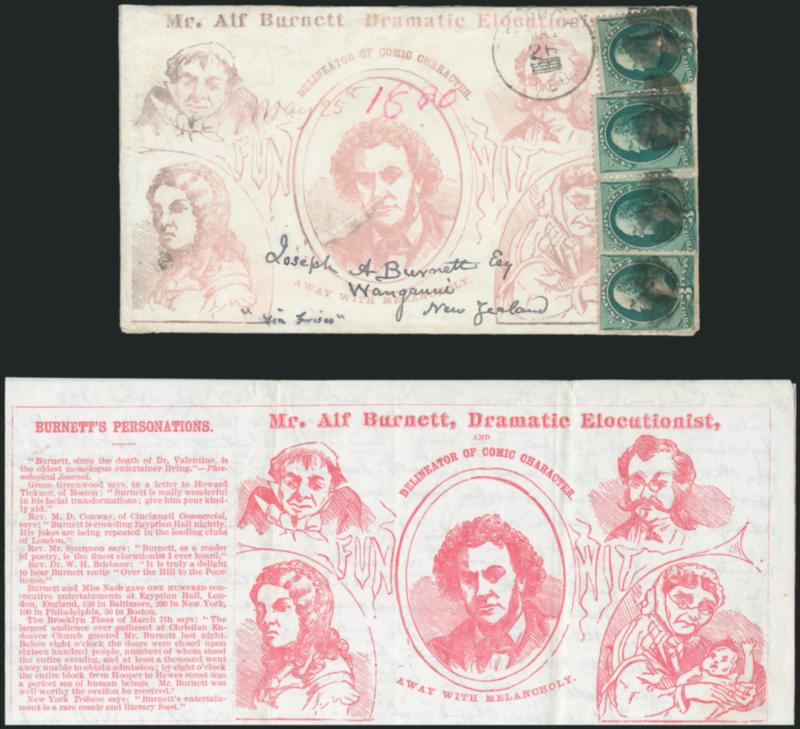 Mr. Alf Burnett Dramatic Elocutionist
DELINEATOR OF COMIC CHARACTER.
26
May 25th 1880
FUN WIT
Joseph A Burnett Esq
Wanganui
New Zealand
AWAY WITH MELANCHOLY.
"Via Frisco"
BURNETT'S PERSONATIONS.
"Burnett, since the death of Dr. Valentine, is
the oldest monologue entertainer living."—Phre-
nological Journal.
Grace Greenwood says, in a letter to Howard
Ticknor, of Boston: "Burnett is really wonderful
in his facial transformations; give him your kind-
ly aid."
Rev. M. D. Conway, of Cincinnati Commercial,
says: "Burnett is crowding Egyptian Hall nightly.
His jokes are being repeated in the leading clubs
of London."
Rev. Mr. Spurgeon says: "Burnett, as a reader
of poetry, is the finest elocutionist I ever heard."
Rev. Dr. W. H. Brisbane: "It is truly a delight
to hear Burnett recite "Over the Hill to the Poor-
house."
Burnett and Miss Nash gave ONE HUNDRED con-
secutive entertainments at Egyptian Hall, Lon-
don, England, 120 in Baltimore, 200 in New York,
100 in Philadelphia, 50 in Boston.
The Brooklyn Times of March 7th says: "The
largest audience ever gathered at Christian En-
deavor Church greeted Mr. Burnett last night.
Before eight o'clock the doors were closed upon
sixteen hundred people, numbers of whom stood
the entire evening, and at least a thousand went
away unable to obtain admission; by eight o'clock
the entire block from Hooper to Hewes street was
a perfect sea of human beings. Mr. Burnett was
well worthy the ovation he received.'
New York Tribune says: "Burnett's entertain-
ment is a rare comic and literary feast."
Mr. Alf Burnett, Dramatic Elocutionist,
AND
DELINEATOR OF COMIC CHARACTER.
FUN WIT
AWAY WITH MELANCHOLY.